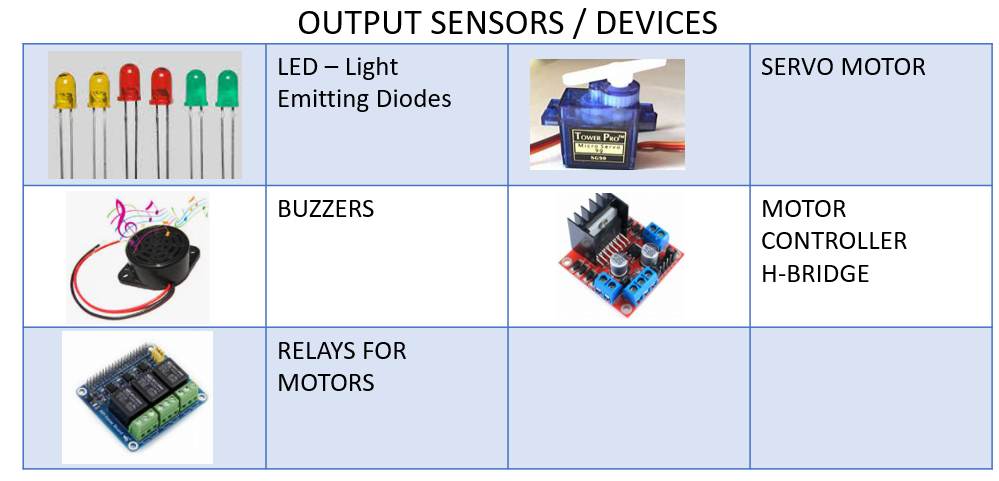 OUTPUT SENSORS / DEVICES
LED – Light
Emitting Diodes
TOWER PRO™
Micro Servo
9g
SG90
SERVO MOTOR
BUZZERS
MOTOR
CONTROLLER
H-BRIDGE
RELAYS FOR
MOTORS